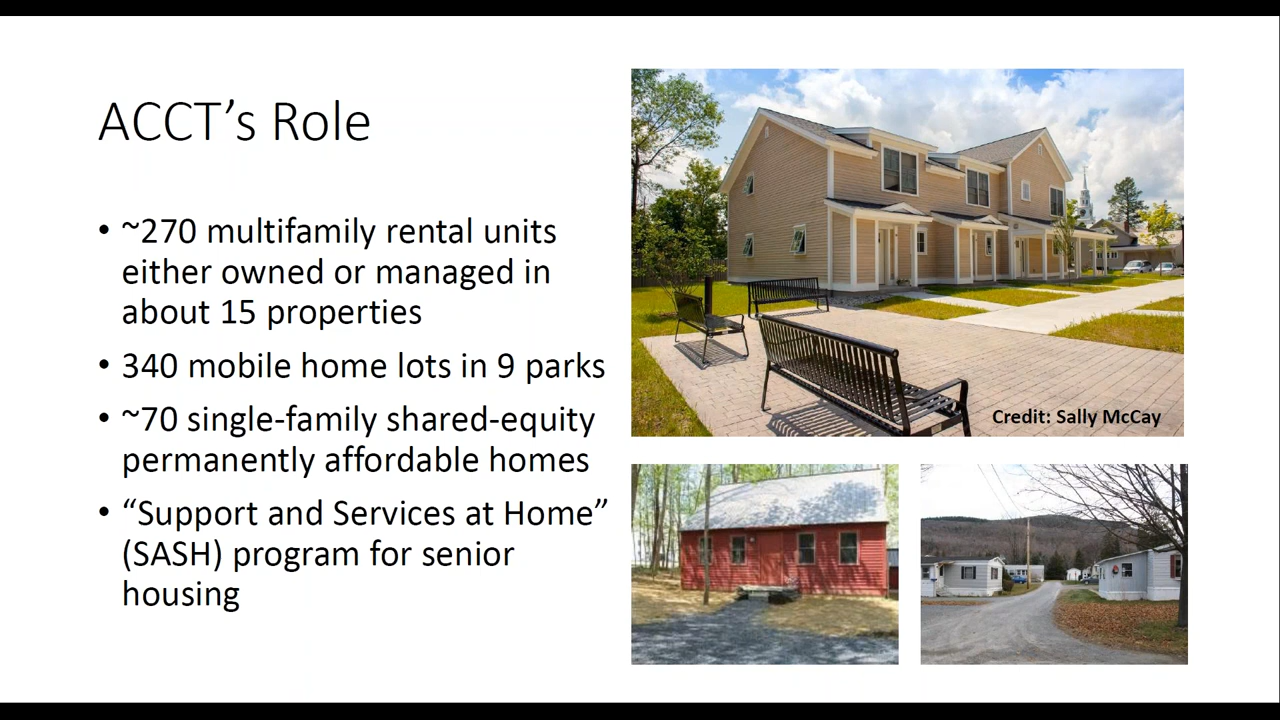 ACCT’s Role
• ~270 multifamily rental units
either owned or managed in
about 15 properties
• 340 mobile home lots in 9 parks
• ~70 single-family shared-equity
permanently affordable homes
• “Support and Services at Home”
(SASH) program for senior
housing
Credit: Sally McCay